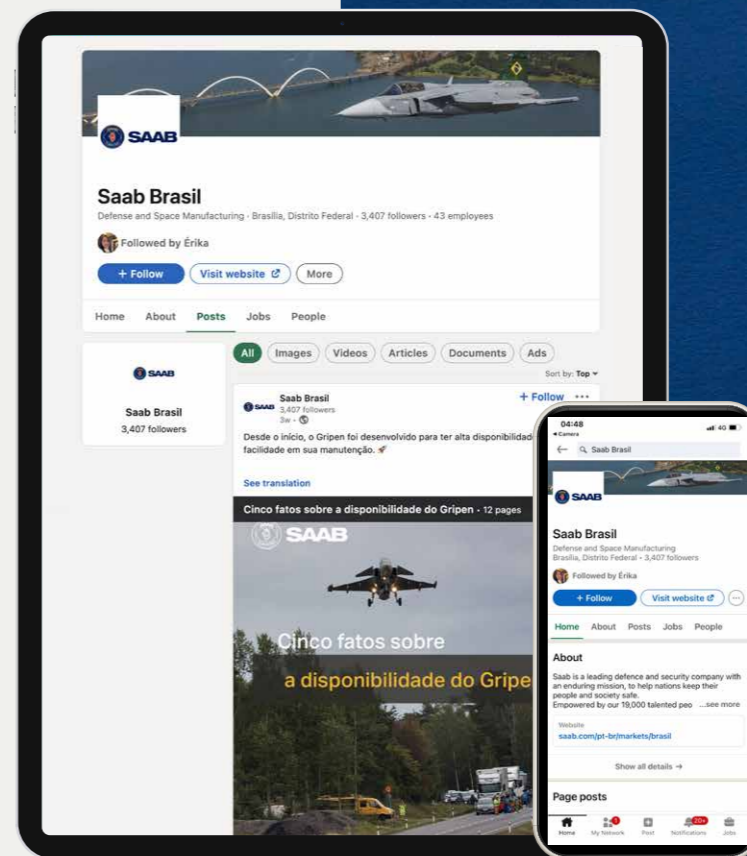 SAAB
Saab Brasil
Defense and Space Manufacturing · Brasília, Distrito Federal · 3,407 followers · 43 employees
Followed by Érika
+ Follow
Visit website
More
Home About Posts Jobs People
SAAB
Saab Brasil
3,407 followers
All Images Videos Articles Documents Ads
Sort by: Top
SAAB
Saab Brasil
3,407 followers
3w
+ Follow ...
Desde o início, o Gripen foi desenvolvido para ter alta
facilidade em sua manutenção. 🚀
See translation
Cinco fatos sobre a disponibilidade do Gripen · 12 pages
SAAB
Cinco fatos sobre
a disponibilidade do
04:48
Camera
4G
Saab Brasil
SAAB
Saab Brasil
Defense and Space Manufacturing
Brasília, Distrito Federal · 3,407 followers
Followed by Érika
+ Follow
Visit website
Home About Posts Jobs People
About
Saab is a leading defence and security company with
an enduring mission, to help nations keep their
people and society safe.
Empowered by our 19,000 talented peo ...see more
Website
saab.com/pt-br/markets/brasil
Show all details →
Page posts
1 20+
Home My Network Post Notifications Jobs